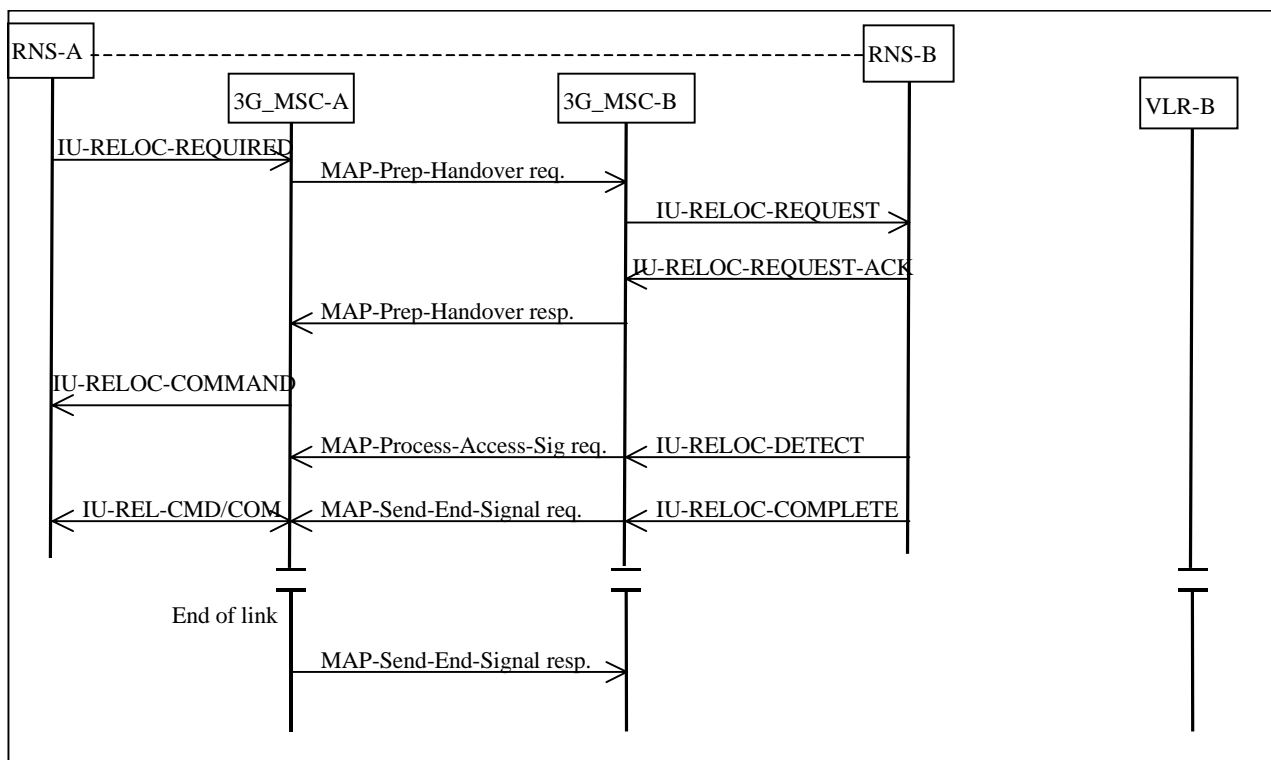 RNS-A
RNS-B
3G_MSC-A
3G_MSC-B
VLR-B
IU-RELOC-REQUIRED
MAP-Prep-Handover req.
IU-RELOC-REQUEST
IU-RELOC-REQUEST-ACK
MAP-Prep-Handover resp.
IU-RELOC-COMMAND
MAP-Process-Access-Sig req.
IU-RELOC-DETECT
IU-REL-CMD/COM
MAP-Send-End-Signal req.
IU-RELOC-COMPLETE
End of link
MAP-Send-End-Signal resp.